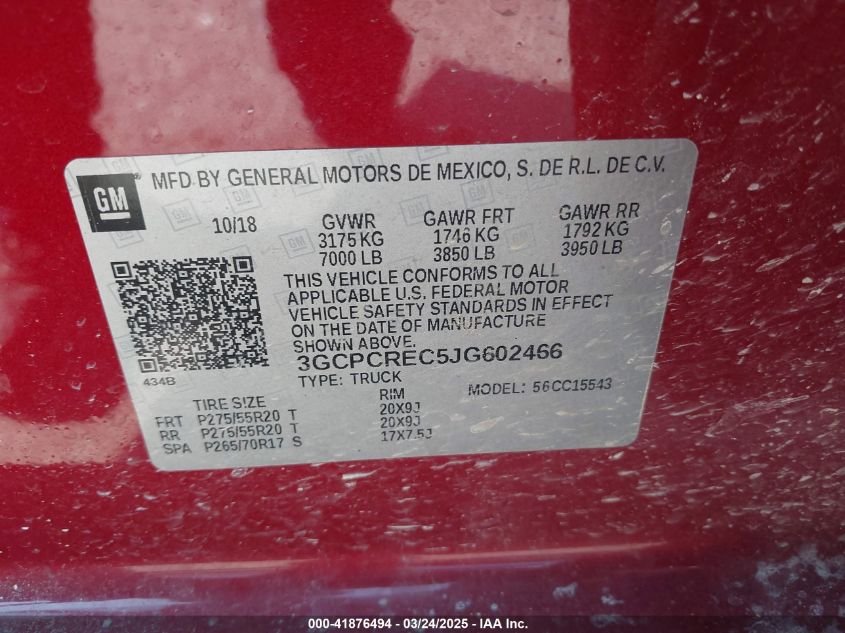 GM
MFD BY GENERAL MOTORS DE MEXICO, S. DE R.L. DE C.V.
10/18 GVWR GAWR FRT GAWR RR
3175 KG 1746 KG 1792 KG
7000 LB 3850 LB 3950 LB
THIS VEHICLE CONFORMS TO ALL
APPLICABLE U.S. FEDERAL MOTOR
VEHICLE SAFETY STANDARDS IN EFFECT
ON THE DATE OF MANUFACTURE
SHOWN ABOVE.
434B
3GCPCREC5JG602466
TYPE: TRUCK MODEL: 56CC15543
TIRE SIZE RIM
FRT P275/55R20 T 20X9J
RR P275/55R20 T 20X9J
SPA P265/70R17 S 17X7.5J
000-41876494 - 03/24/2025 - IAA Inc.